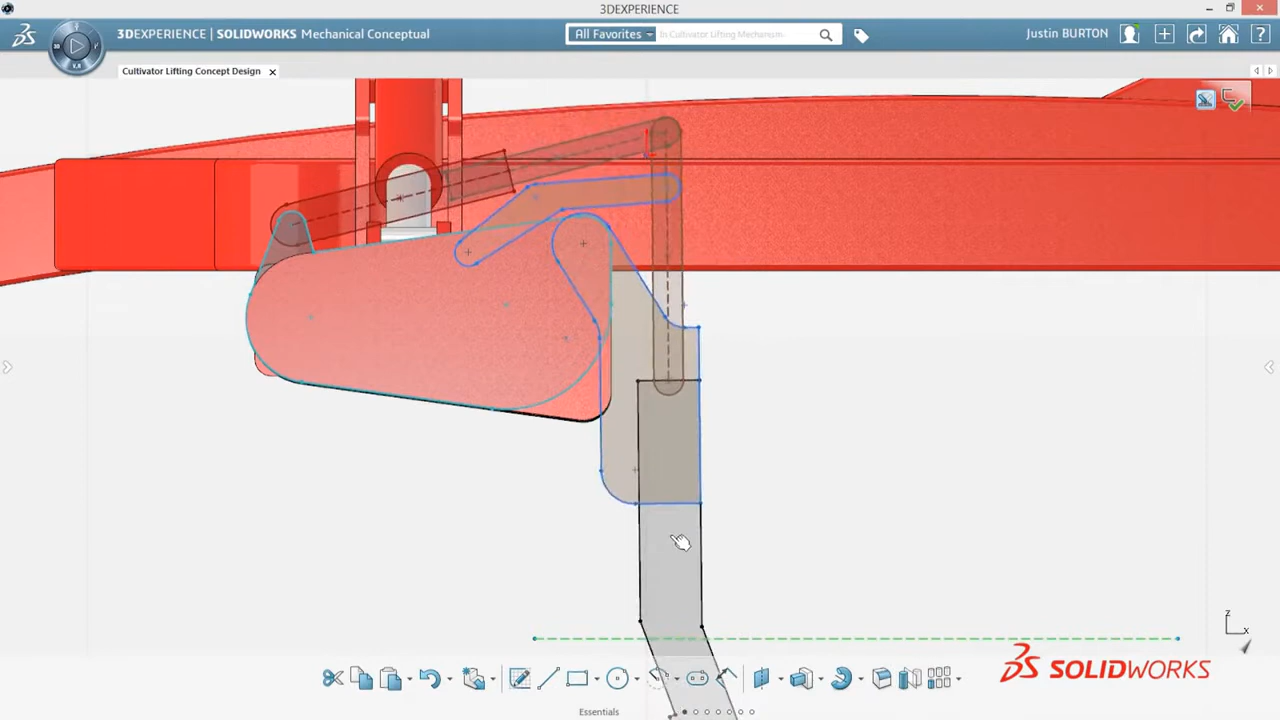 3DEXPERIENCE
3DEXPERIENCE | SOLIDWORKS Mechanical Conceptual
All Favorites
In Cultivator Lifting Mechanism
Justin BURTON
Cultivator Lifting Concept Design
3D
V.R
z
x
SOLIDWORKS
Essentials